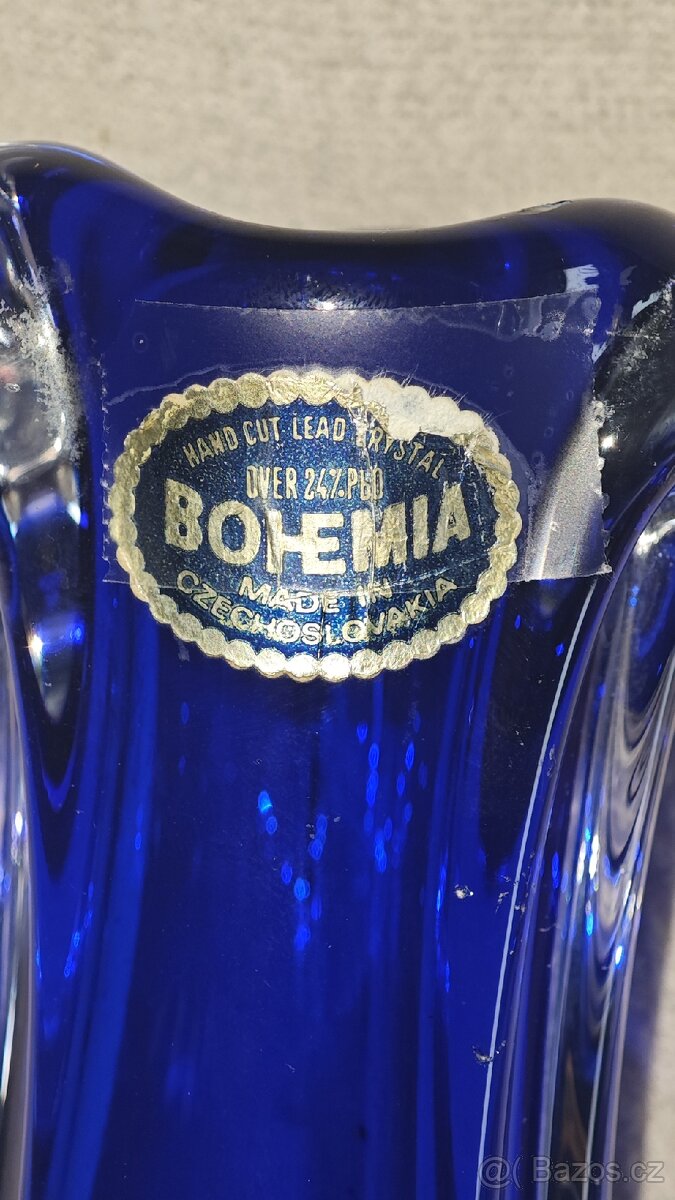 HAND CUT LEAD CRYSTAL
OVER 24% PbO
BOHEMIA
MADE IN
CZECHOSLOVAKIA
@( Bazos.cz